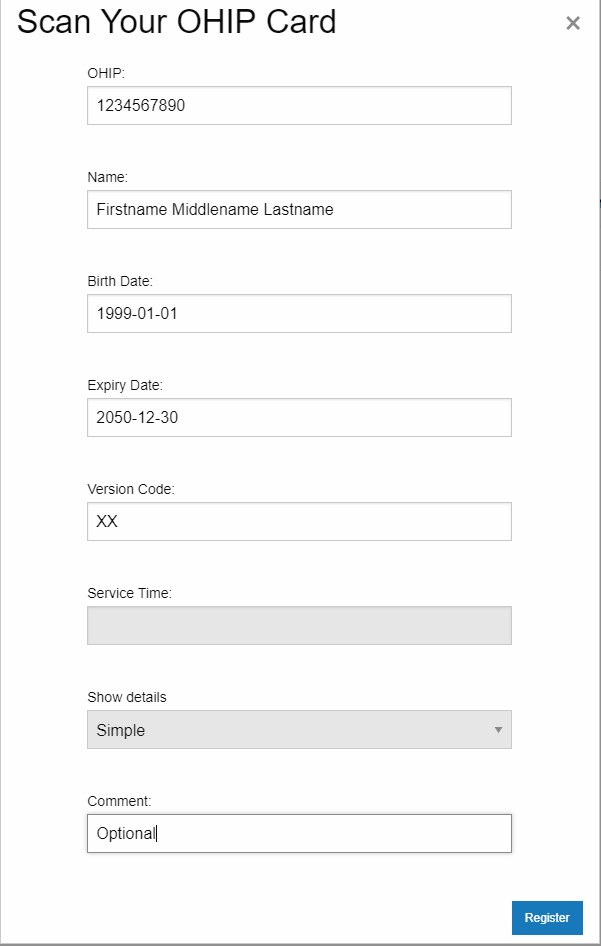 Scan Your OHIP Card
×
OHIP:
1234567890
Name:
Firstname Middlename Lastname
Birth Date:
1999-01-01
Expiry Date:
2050-12-30
Version Code:
XX
Service Time:
Show details
Simple
Comment:
Optional
Register